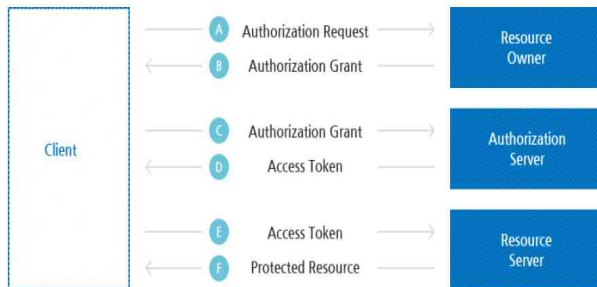 A Authorization Request
B Authorization Grant
Resource
Owner
Client
C Authorization Grant
D Access Token
Authorization
Server
E Access Token
F Protected Resource
Resource
Server